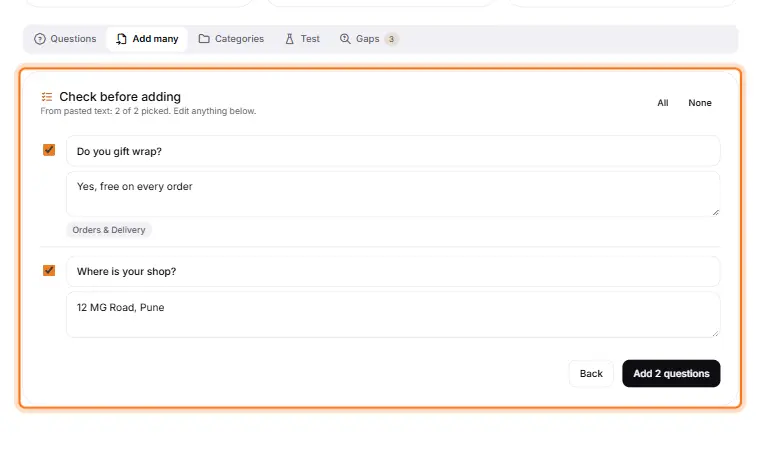 Questions
Add many
Categories
Test
Gaps 3
Check before adding
From pasted text: 2 of 2 picked. Edit anything below.
All
None
Do you gift wrap?
Yes, free on every order
Orders & Delivery
Where is your shop?
12 MG Road, Pune
Back
Add 2 questions